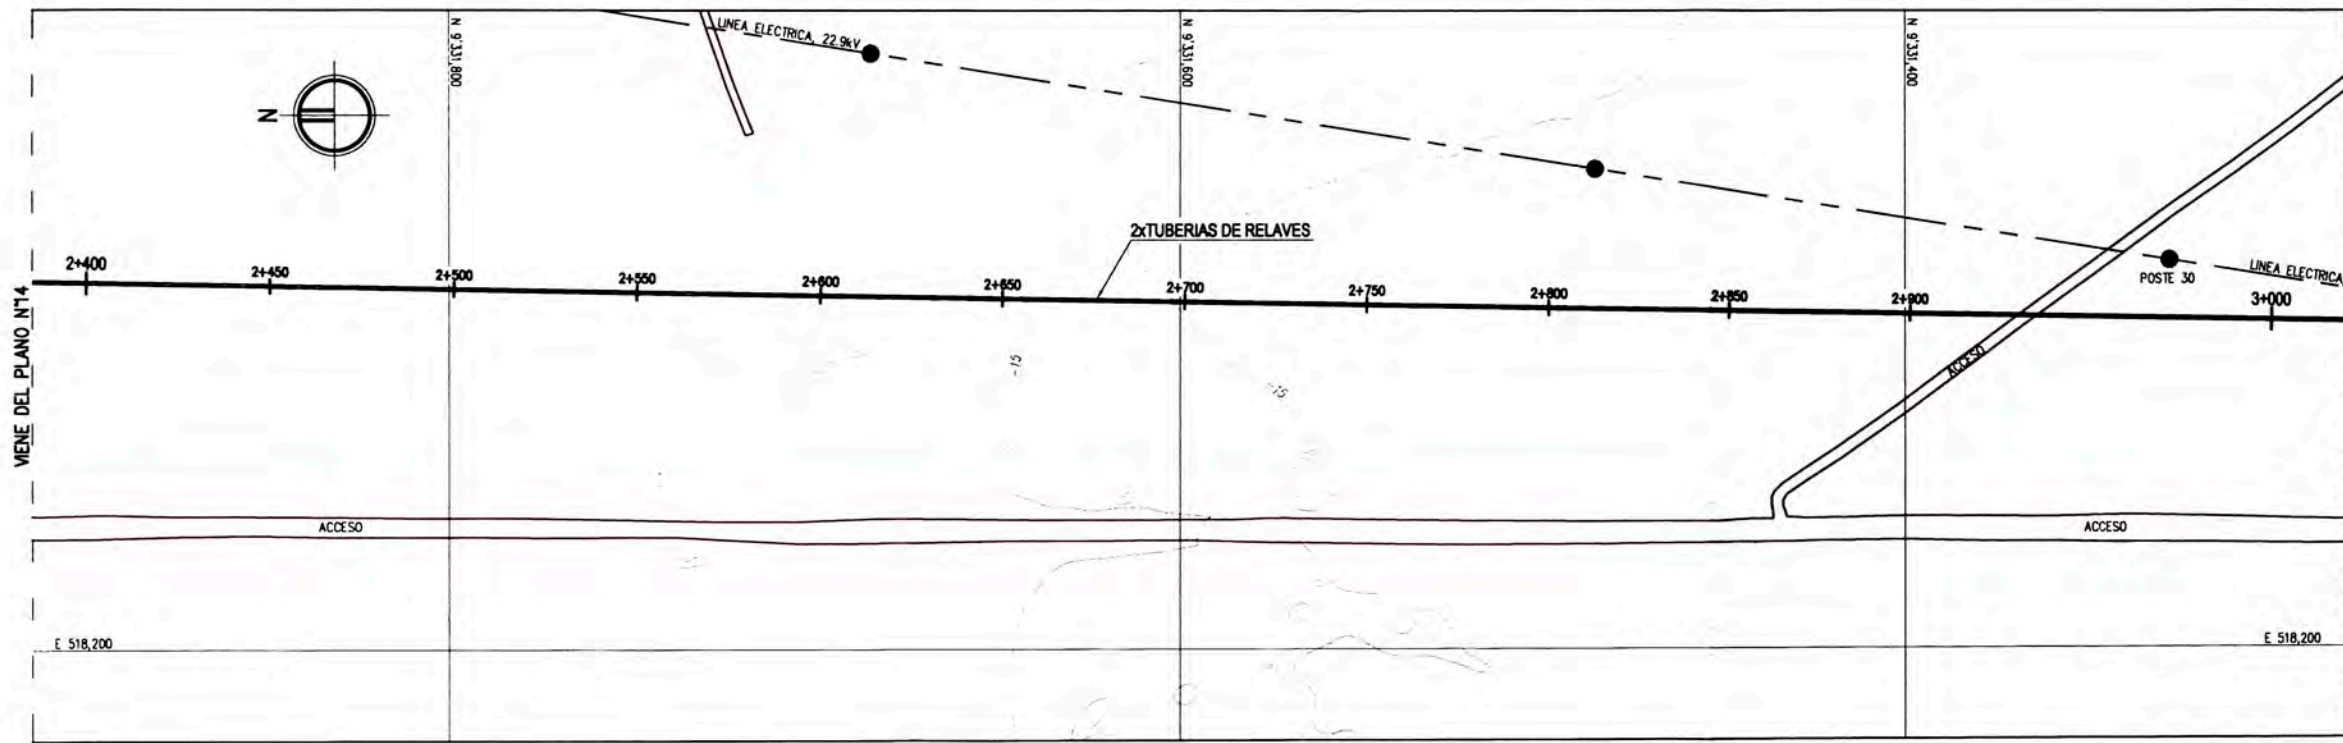 N 9'331,800
N 9'331,600
N 9'331,400
LINEA ELECTRICA, 22.9kV
N
2xTUBERIAS DE RELAVES
2+400
2+450
2+500
2+550
2+600
2+650
2+700
2+750
2+800
2+850
2+900
3+000
POSTE 30
LINEA ELECTRICA
VIENE DEL PLANO N°14
-15
-15
ACCESO
ACCESO
ACCESO
E 518,200
E 518,200